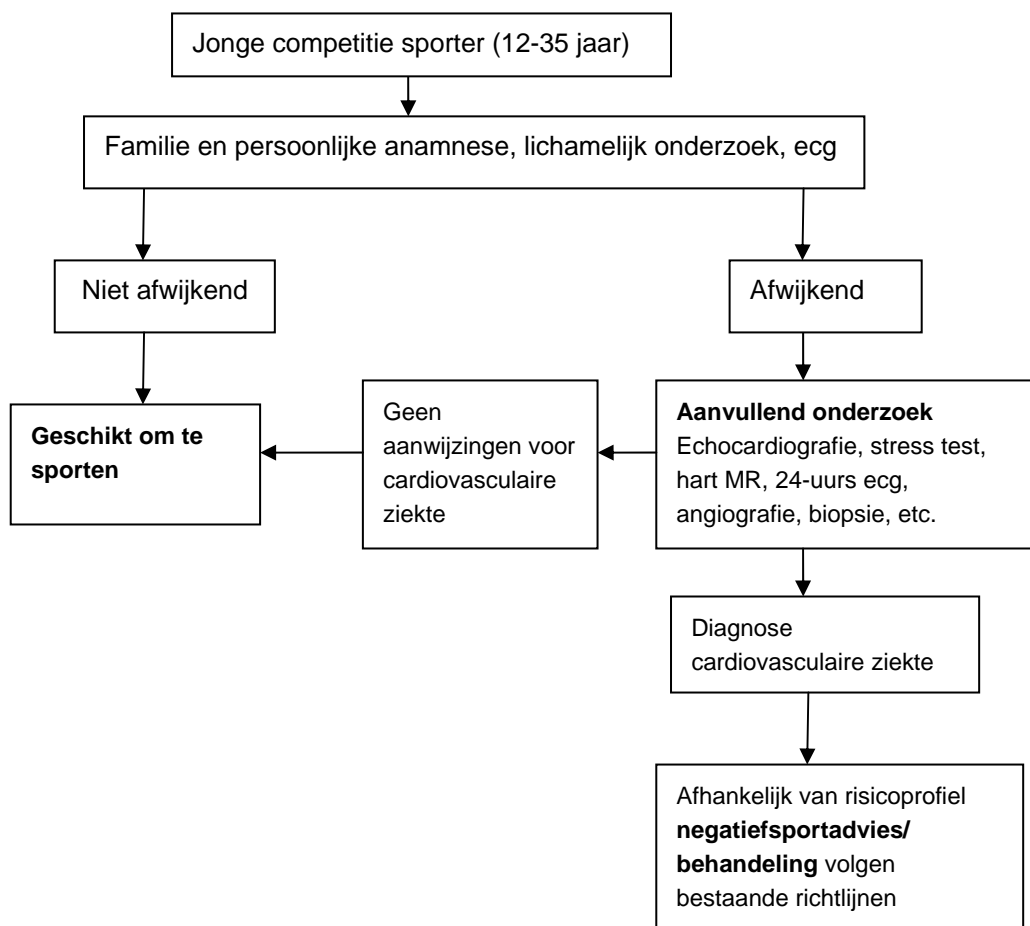 Jonge competitie sporter (12-35 jaar)
Familie en persoonlijke anamnese, lichamelijk onderzoek, ecg
Niet afwijkend
Afwijkend
Geschikt om te
sporten
Geen
aanwijzingen voor
cardiovasculaire
ziekte
Aanvullend onderzoek
Echocardiografie, stress test,
hart MR, 24-uurs ecg,
angiografie, biopsie, etc.
Diagnose
cardiovasculaire ziekte
Afhankelijk van risicoprofiel
negatiefsportadvies/
behandeling volgen
bestaande richtlijnen